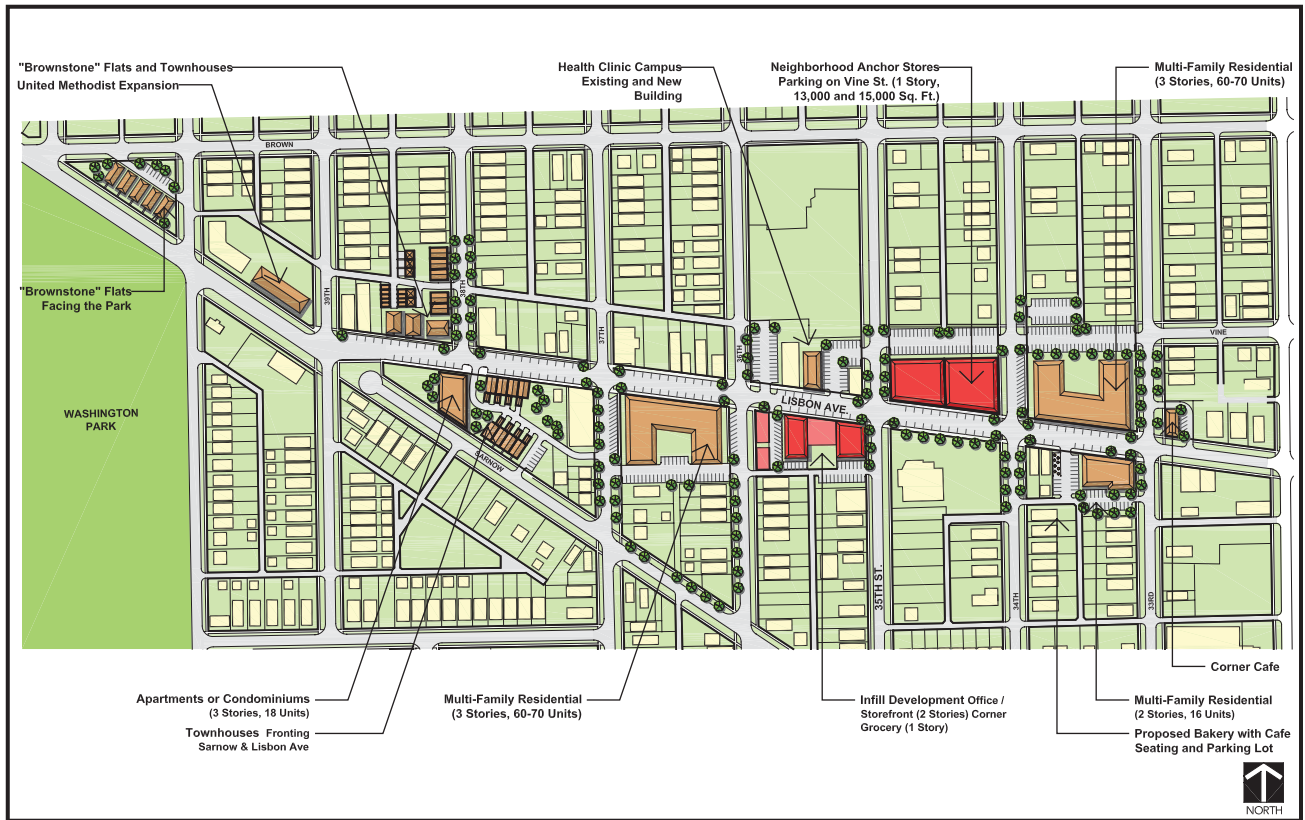 "Brownstone" Flats and Townhouses
United Methodist Expansion
Health Clinic Campus
Existing and New
Building
Neighborhood Anchor Stores
Parking on Vine St. (1 Story,
13,000 and 15,000 Sq. Ft.)
Multi-Family Residential
(3 Stories, 60-70 Units)
BROWN
"Brownstone" Flats
Facing the Park
39TH
38TH
37TH
36TH
VINE
LISBON AVE.
WASHINGTON
PARK
SARNOW
35TH ST.
34TH
33RD
Corner Cafe
Apartments or Condominiums
(3 Stories, 18 Units)
Townhouses Fronting
Sarnow & Lisbon Ave
Multi-Family Residential
(3 Stories, 60-70 Units)
Infill Development Office /
Storefront (2 Stories) Corner
Grocery (1 Story)
Multi-Family Residential
(2 Stories, 16 Units)
Proposed Bakery with Cafe
Seating and Parking Lot
NORTH